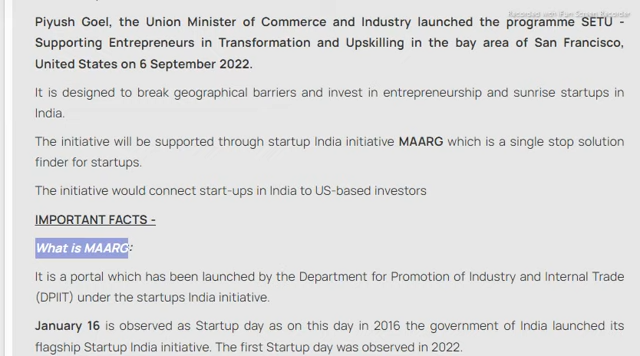 Recorded with iFun Screen Recorder
Piyush Goel, the Union Minister of Commerce and Industry launched the programme SETU -
Supporting Entrepreneurs in Transformation and Upskilling in the bay area of San Francisco,
United States on 6 September 2022.
It is designed to break geographical barriers and invest in entrepreneurship and sunrise startups in
India.
The initiative will be supported through startup India initiative MAARG which is a single stop solution
finder for startups.
The initiative would connect start-ups in India to US-based investors
IMPORTANT FACTS -
What is MAARG:
It is a portal which has been launched by the Department for Promotion of Industry and Internal Trade
(DPIIT) under the startups India initiative.
January 16 is observed as Startup day as on this day in 2016 the government of India launched its
flagship Startup India initiative. The first Startup day was observed in 2022.